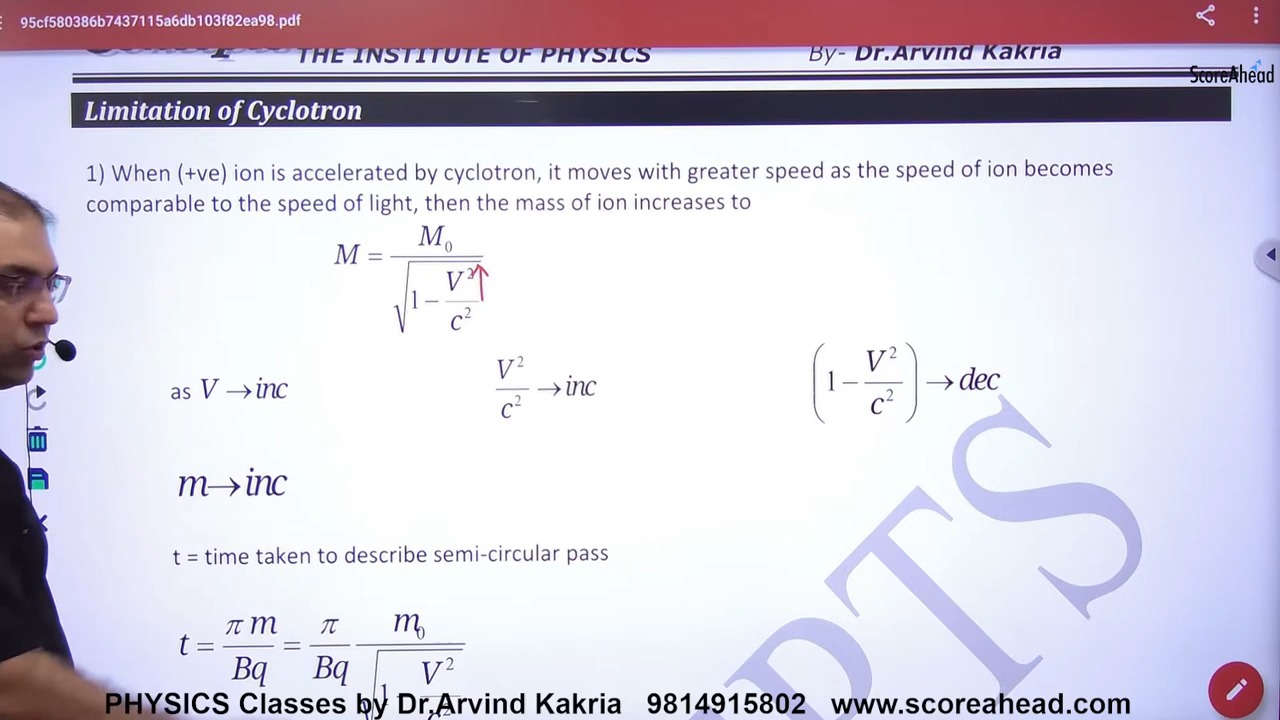 95cf580386b7437115a6db103f82ea98.pdf
THE INSTITUTE OF PHYSICS By- Dr.Arvind Kakria
ScoreAhead
Limitation of Cyclotron
1) When (+ve) ion is accelerated by cyclotron, it moves with greater speed as the speed of ion becomes
comparable to the speed of light, then the mass of ion increases to
M = M₀ / √(1 − V²/c²) ↑
as V → inc V²/c² → inc (1 − V²/c²) → dec
m → inc
t = time taken to describe semi-circular pass
t = π m / Bq = π / Bq m₀ / √(1 V²
PTS
PHYSICS Classes by Dr.Arvind Kakria 9814915802 www.scoreahead.com